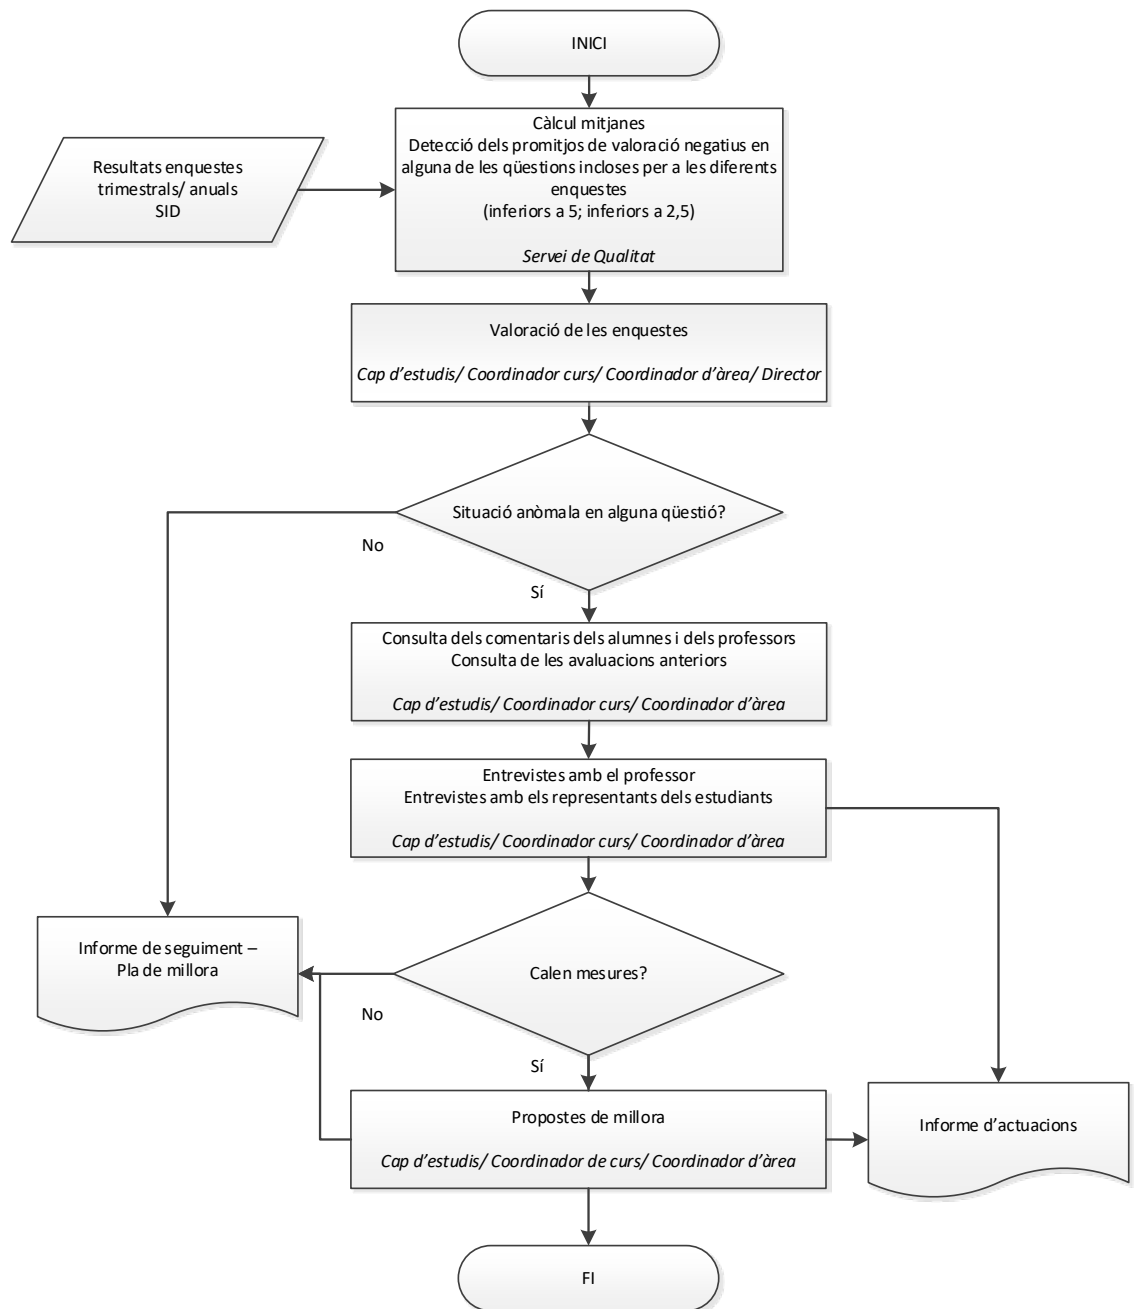 INICI
Càlcul mitjanes
Detecció dels promitjos de valoració negatius en
alguna de les qüestions incloses per a les diferents
enquestes
(inferiors a 5; inferiors a 2,5)
Servei de Qualitat
Resultats enquestes
trimestrals/ anuals
SID
Valoració de les enquestes
Cap d'estudis/ Coordinador curs/ Coordinador d'àrea/ Director
Situació anòmala en alguna qüestió?
No
Sí
Consulta dels comentaris dels alumnes i dels professors
Consulta de les avaluacions anteriors
Cap d'estudis/ Coordinador curs/ Coordinador d'àrea
Entrevistes amb el professor
Entrevistes amb els representants dels estudiants
Cap d'estudis/ Coordinador curs/ Coordinador d'àrea
Informe de seguiment –
Pla de millora
Calen mesures?
No
Sí
Propostes de millora
Cap d'estudis/ Coordinador de curs/ Coordinador d'àrea
Informe d'actuacions
FI